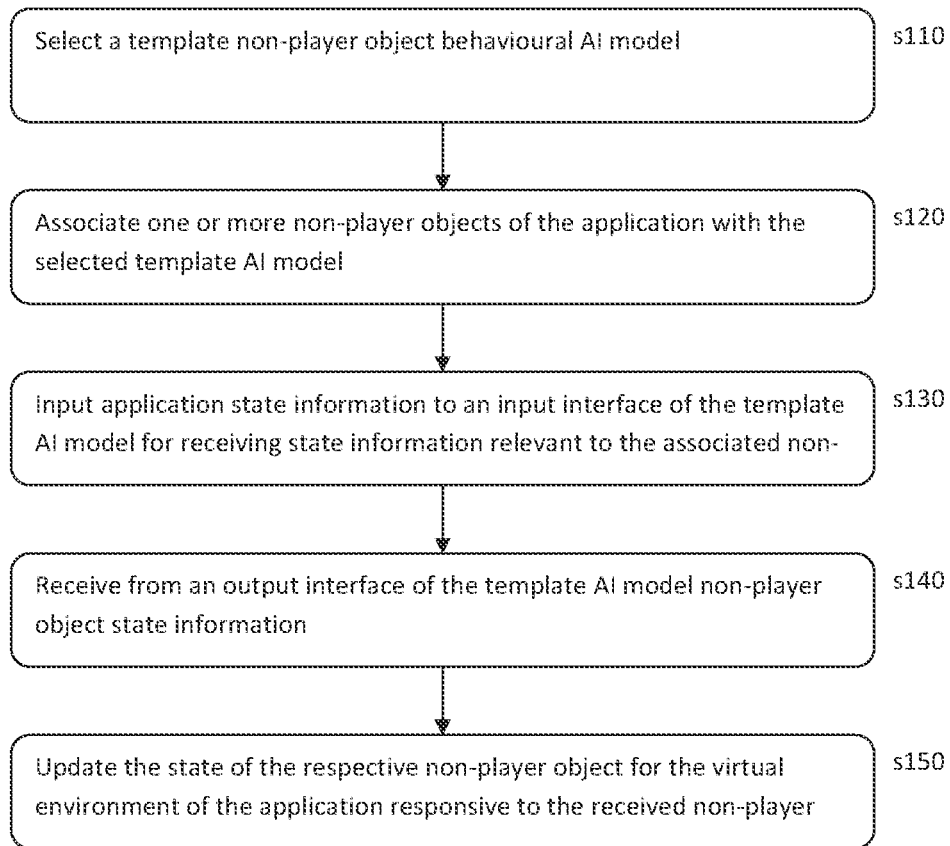 Select a template non-player object behavioural AI model
s110
Associate one or more non-player objects of the application with the
selected template AI model
s120
Input application state information to an input interface of the template
AI model for receiving state information relevant to the associated non-
s130
Receive from an output interface of the template AI model non-player
object state information
s140
Update the state of the respective non-player object for the virtual
environment of the application responsive to the received non-player
s150